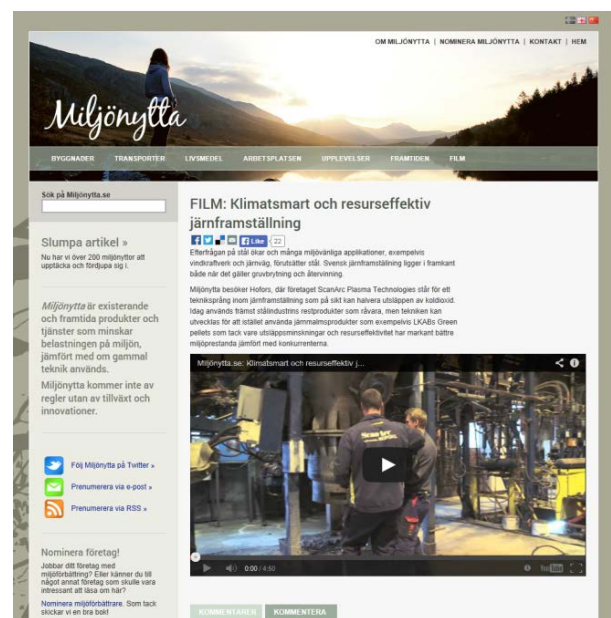 OM MILJÖNYTTA | NOMINERA MILJÖNYTTA | KONTAKT | HEM
Miljönytta
BYGGNADER TRANSPORTER LIVSMEDEL ARBETSPLATSEN UPPLEVELSER FRAMTIDEN FILM
Sök på Miljönytta.se
Slumpa artikel »
Nu har vi över 200 miljönyttor att
upptäcka och fördjupa sig i.
Miljönytta är existerande
och framtida produkter och
tjänster som minskar
belastningen på miljön,
jämfört med om gammal
teknik används.
Miljönytta kommer inte av
regler utan av tillväxt och
innovationer.
Följ Miljönytta på Twitter »
Prenumerera via e-post »
Prenumerera via RSS »
Nominera företag!
Jobbar ditt företag med
miljöförbättring? Eller känner du till
något annat företag som skulle vara
intressant att läsa om här?
Nominera miljöförbättrare. Som tack
skickar vi en bra bok!
FILM: Klimatsmart och resurseffektiv
järnframställning
Like 22
Efterfrågan på stål ökar och många miljövänliga applikationer, exempelvis
vindkraftverk och järnväg, förutsätter stål. Svensk järnframställning ligger i framkant
både när det gäller gruvbrytning och återvinning.
Miljönytta besöker Hofors, där företaget ScanArc Plasma Technologies står för ett
tekniksprång inom järnframställning som på sikt kan halvera utsläppen av koldioxid.
Idag används främst stålindustrins restprodukter som råvara, men tekniken kan
utvecklas för att istället använda järnmalmsprodukter som exempelvis LKABs Green
pellets som tack vare utsläppsminskningar och resurseffektivitet har markant bättre
miljöprestanda jämfört med konkurrenterna.
Miljönytta.se: Klimatsmart och resurseffektiv j...
ScanArc
0:00 / 4:50
YouTube
KOMMENTARER KOMMENTERA